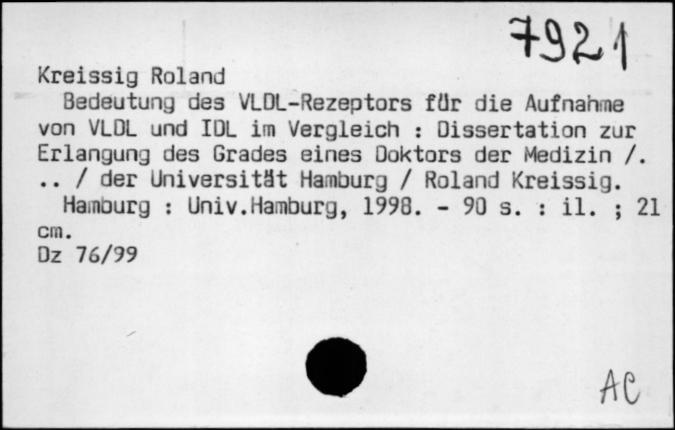 7921
Kreissig Roland
Bedeutung des VLDL-Rezeptors für die Aufnahme
von VLDL und IDL im Vergleich : Dissertation zur
Erlangung des Grades eines Doktors der Medizin /.
.. / der Universität Hamburg / Roland Kreissig.
Hamburg : Univ.Hamburg, 1998. - 90 s. : il. ; 21
cm.
Dz 76/99
AC